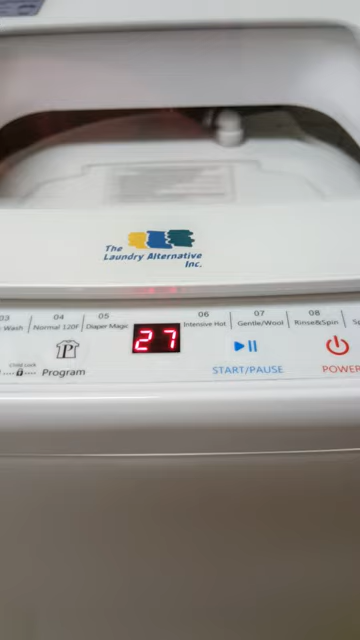 The
Laundry Alternative
Inc.
03 04 05 06 07 08
Wash Normal 120F Diaper Magic Intensive Hot Gentle/Wool Rinse&Spin
27
Child Lock
P Program
START/PAUSE
POWER